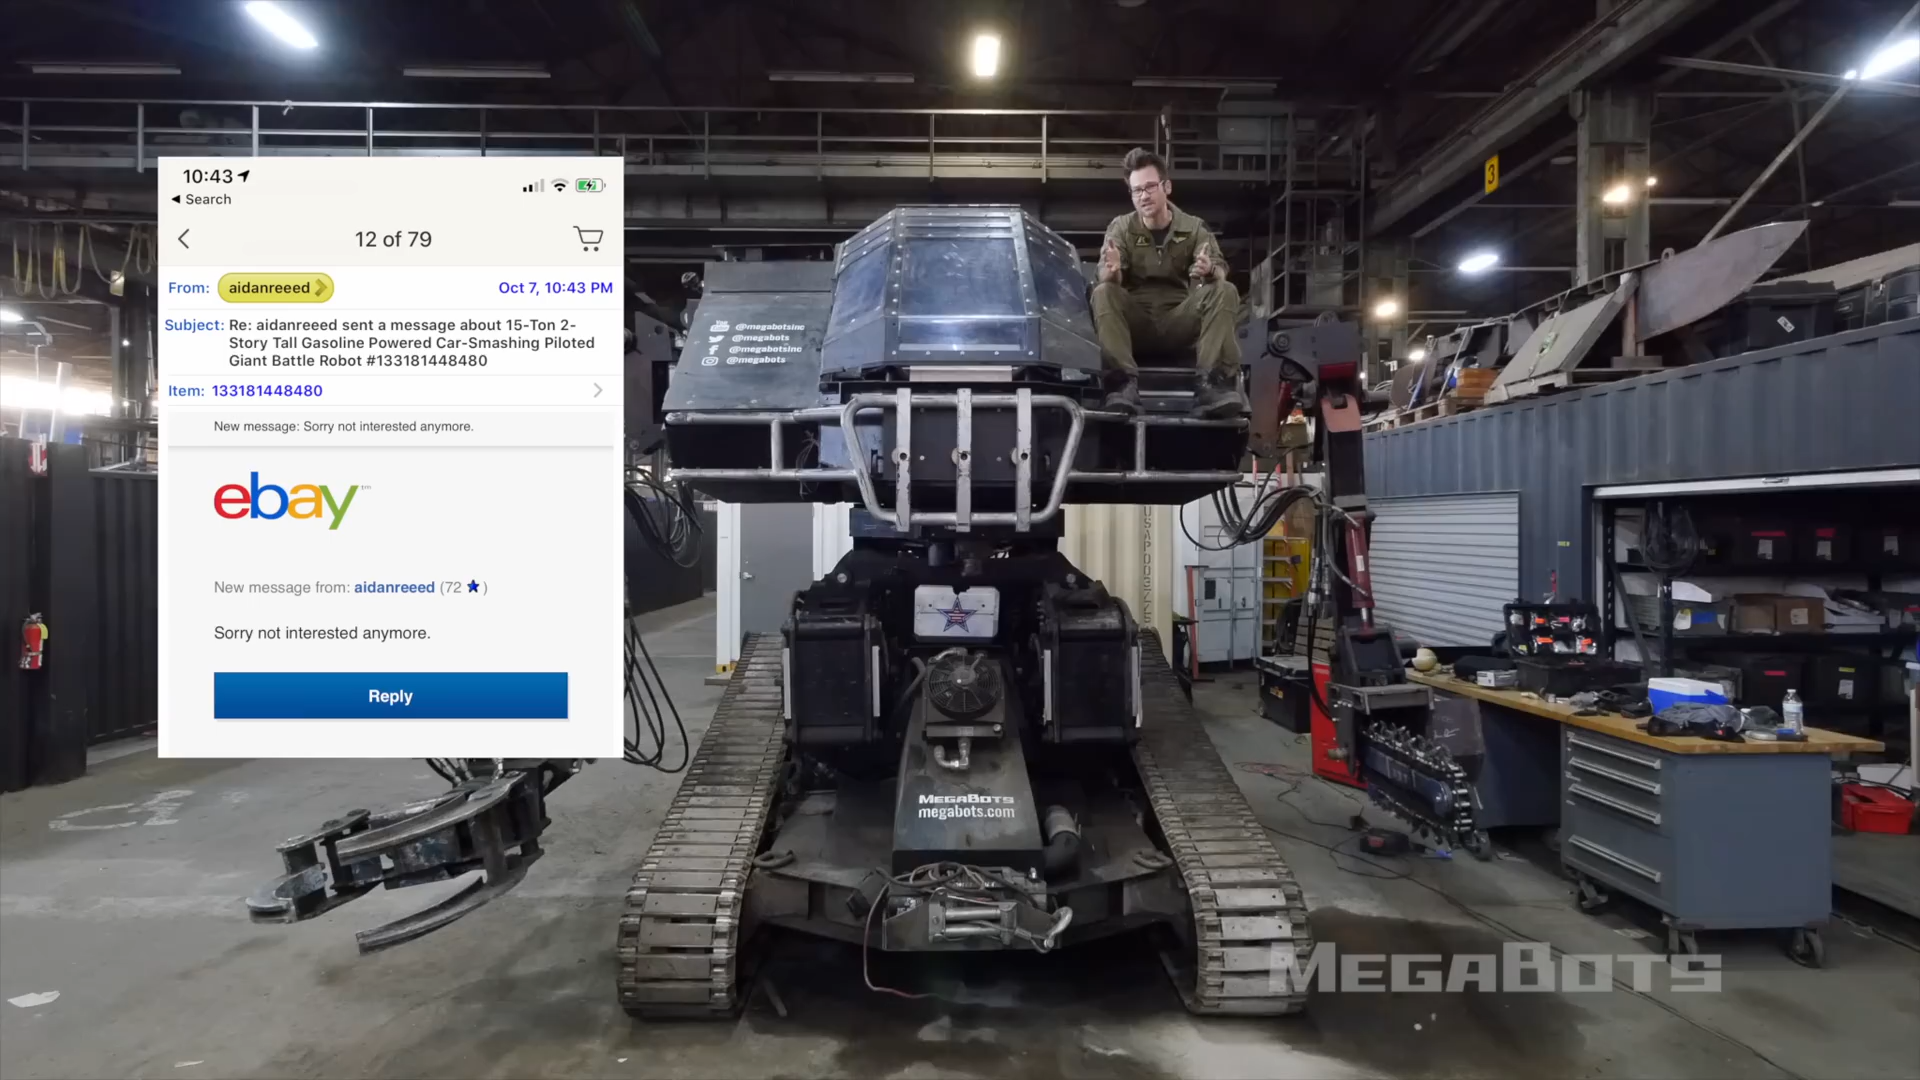 10:43
Search
12 of 79
From: aidanreeed
Oct 7, 10:43 PM
Subject: Re: aidanreeed sent a message about 15-Ton 2-
Story Tall Gasoline Powered Car-Smashing Piloted
Giant Battle Robot #133181448480
Item: 133181448480
New message: Sorry not interested anymore.
ebay™
New message from: aidanreeed (72 ★)
Sorry not interested anymore.
Reply
@megabotsinc
@megabots
@megabotsinc
@megabots
3
MEGABOTS
megabots.com
MEGABOTS